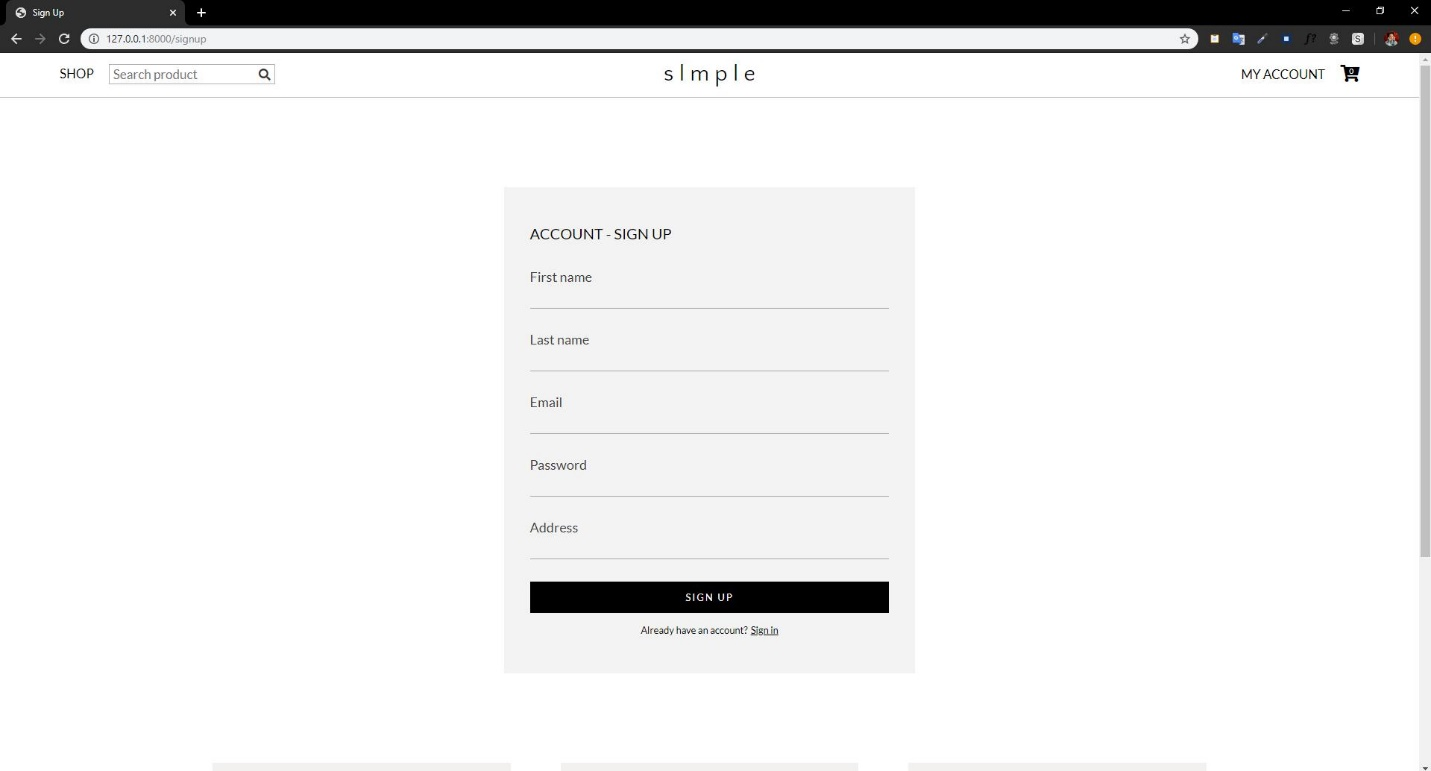 Sign Up
127.0.0.1:8000/signup
f?
S
SHOP
Search product
slmple
MY ACCOUNT
0
ACCOUNT - SIGN UP
First name
Last name
Email
Password
Address
SIGN UP
Already have an account? Sign in